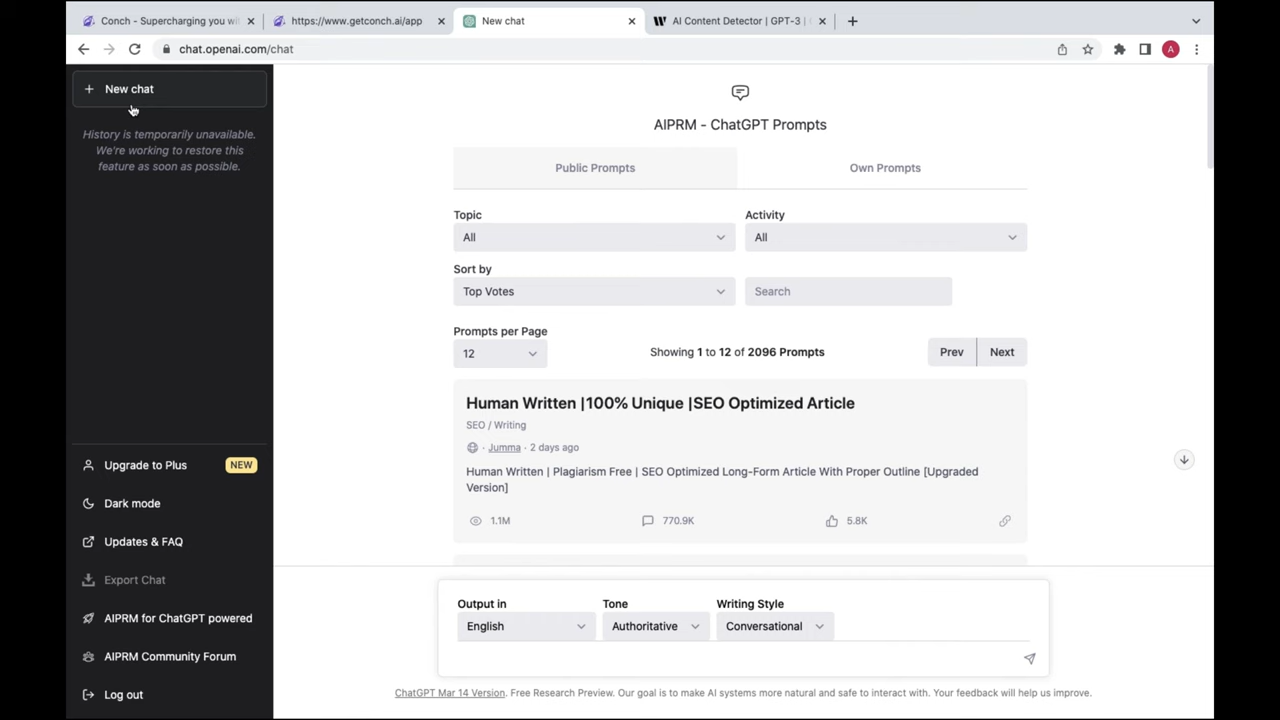 Conch - Supercharging you wi
https://www.getconch.ai/app
New chat
AI Content Detector | GPT-3 |
chat.openai.com/chat
A
New chat
History is temporarily unavailable.
We're working to restore this
feature as soon as possible.
Upgrade to Plus
NEW
Dark mode
Updates & FAQ
Export Chat
AIPRM for ChatGPT powered
AIPRM Community Forum
Log out
AIPRM - ChatGPT Prompts
Public Prompts
Own Prompts
Topic
Activity
All
All
Sort by
Top Votes
Search
Prompts per Page
12
Showing 1 to 12 of 2096 Prompts
Prev
Next
Human Written |100% Unique |SEO Optimized Article
SEO / Writing
· Jumma · 2 days ago
Human Written | Plagiarism Free | SEO Optimized Long-Form Article With Proper Outline [Upgraded
Version]
1.1M
770.9K
5.8K
Output in
Tone
Writing Style
English
Authoritative
Conversational
ChatGPT Mar 14 Version. Free Research Preview. Our goal is to make AI systems more natural and safe to interact with. Your feedback will help us improve.